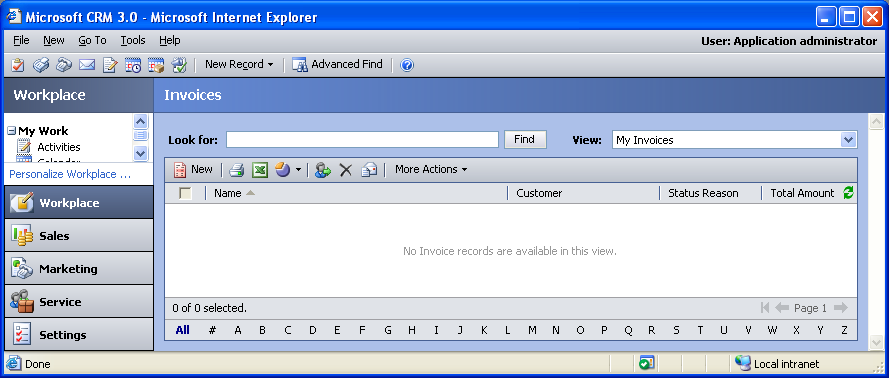 Microsoft CRM 3.0 - Microsoft Internet Explorer
File New Go To Tools Help User: Application administrator
New Record Advanced Find
Workplace Invoices
My Work
Activities
Calendar
Personalize Workplace ...
Workplace
Sales
Marketing
Service
Settings
Look for: Find View: My Invoices
New More Actions
Name Customer Status Reason Total Amount
No Invoice records are available in this view.
0 of 0 selected. Page 1
All # A B C D E F G H I J K L M N O P Q R S T U V W X Y Z
Done Local intranet